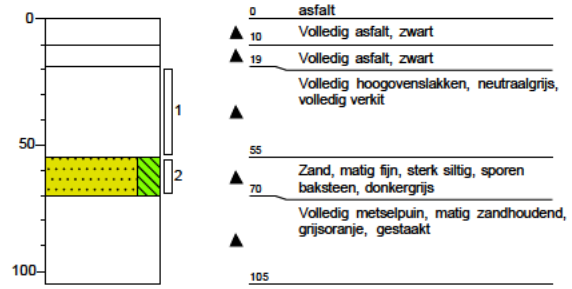 0 asfalt
0
10 Volledig asfalt, zwart
19 Volledig asfalt, zwart
Volledig hoogovenslakken, neutraalgrijs,
volledig verkit
1
50
55
Zand, matig fijn, sterk siltig, sporen
baksteen, donkergrijs
2
70
Volledig metselpuin, matig zandhoudend,
grijsoranje, gestaakt
100
105